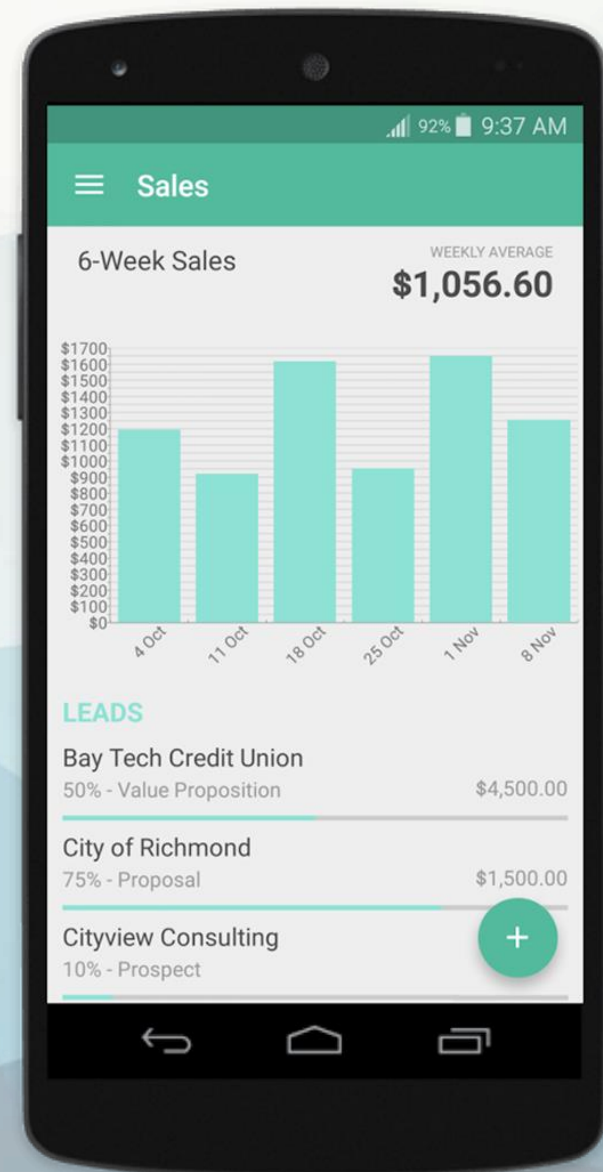 92% 9:37 AM
Sales
6-Week Sales
WEEKLY AVERAGE
$1,056.60
$1700
$1600
$1500
$1400
$1300
$1200
$1100
$1000
$900
$800
$700
$600
$500
$400
$300
$200
$100
$0
4 Oct 11 Oct 18 Oct 25 Oct 1 Nov 8 Nov
LEADS
Bay Tech Credit Union
50% - Value Proposition $4,500.00
City of Richmond
75% - Proposal $1,500.00
Cityview Consulting
10% - Prospect
+